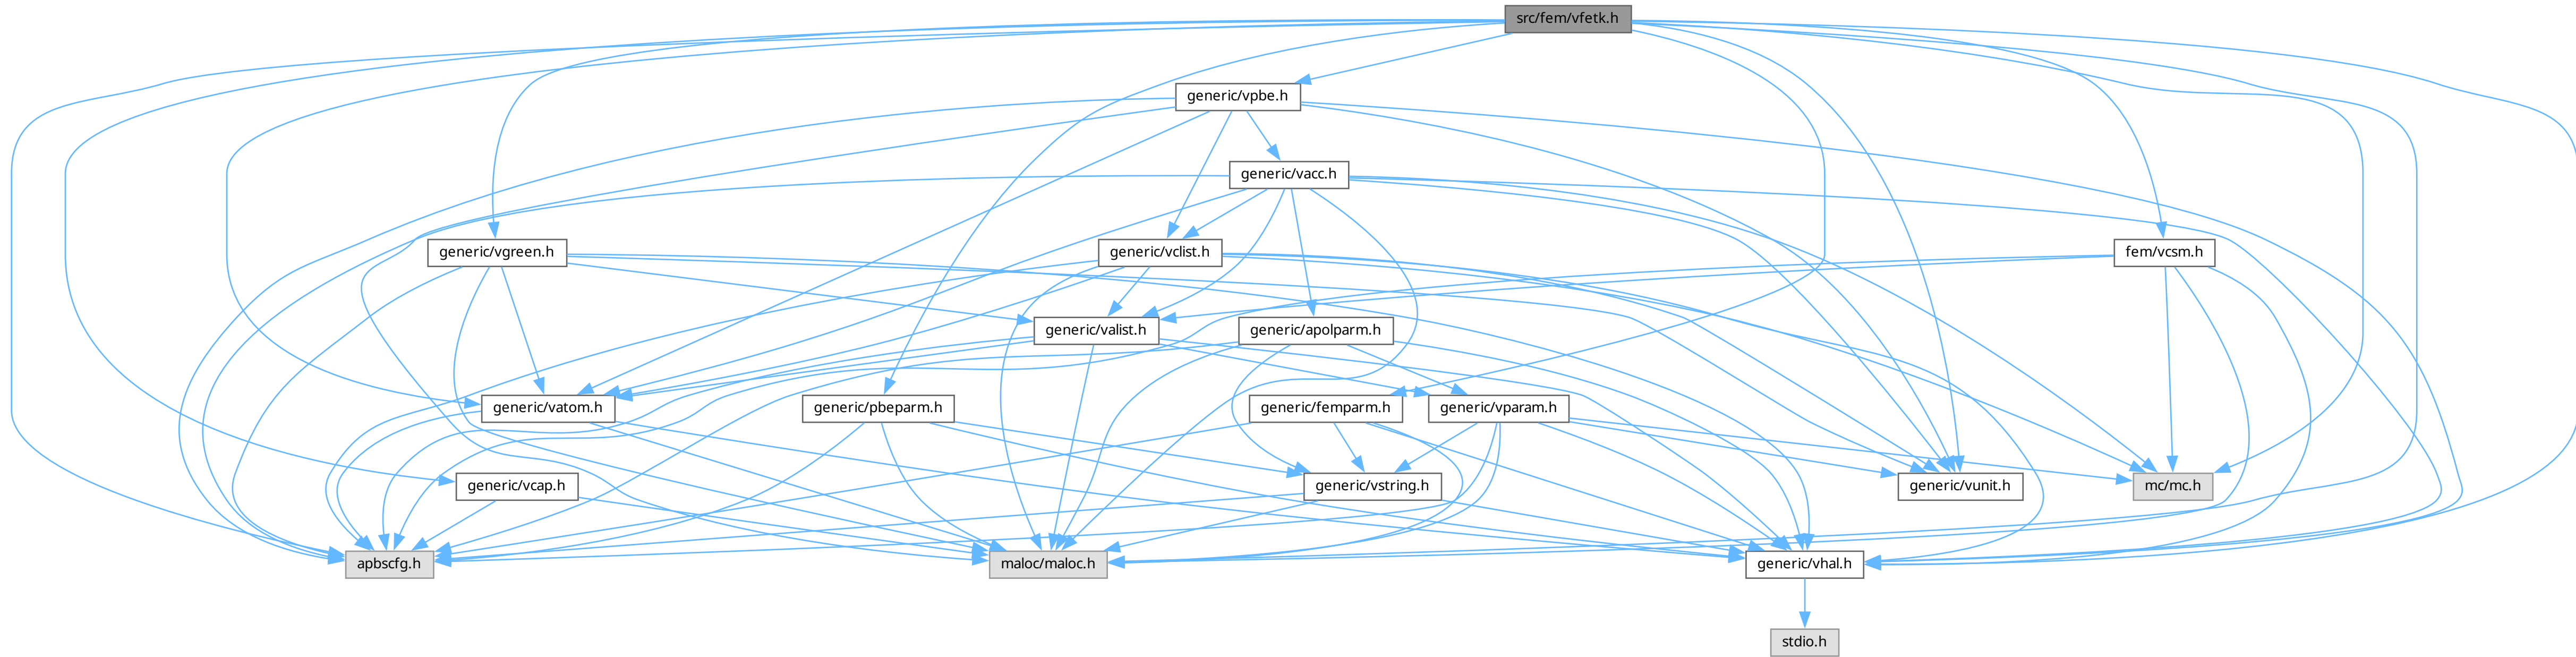 src/fem/vfetk.h
generic/vpbe.h
generic/vacc.h
generic/vgreen.h
generic/vclist.h
fem/vcsm.h
generic/valist.h
generic/apolparm.h
generic/vatom.h
generic/pbeparm.h
generic/femparm.h
generic/vparam.h
generic/vcap.h
generic/vstring.h
generic/vunit.h
mc/mc.h
apbscfg.h
maloc/maloc.h
generic/vhal.h
stdio.h